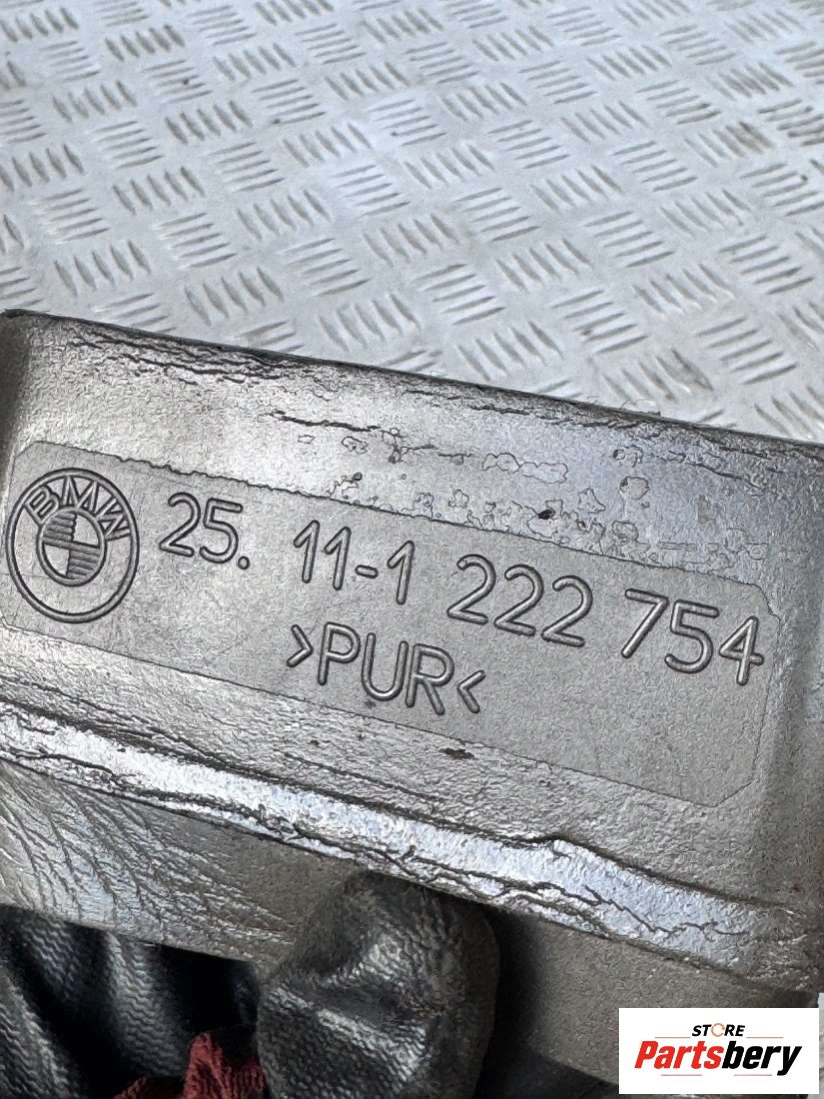 BMW 25. 11-1 222 754
>PUR<
STORE
Partsbery